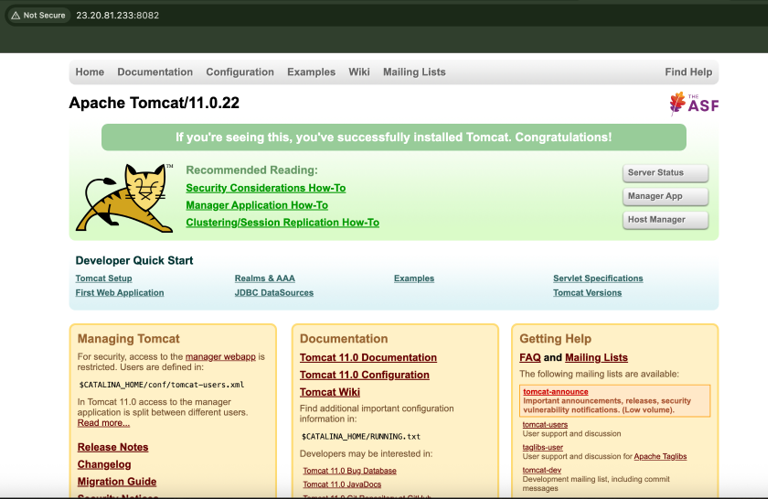 Not Secure 23.20.81.233:8082
Home Documentation Configuration Examples Wiki Mailing Lists Find Help
Apache Tomcat/11.0.22
THE
ASF
If you're seeing this, you've successfully installed Tomcat. Congratulations!
TM
Recommended Reading:
Security Considerations How-To
Manager Application How-To
Clustering/Session Replication How-To
Server Status
Manager App
Host Manager
Developer Quick Start
Tomcat Setup
First Web Application
Realms & AAA
JDBC DataSources
Examples
Servlet Specifications
Tomcat Versions
Managing Tomcat
For security, access to the manager webapp is
restricted. Users are defined in:
$CATALINA_HOME/conf/tomcat-users.xml
In Tomcat 11.0 access to the manager
application is split between different users.
Read more...
Release Notes
Changelog
Migration Guide
Security Notices
Documentation
Tomcat 11.0 Documentation
Tomcat 11.0 Configuration
Tomcat Wiki
Find additional important configuration
information in:
$CATALINA_HOME/RUNNING.txt
Developers may be interested in:
Tomcat 11.0 Bug Database
Tomcat 11.0 JavaDocs
Tomcat 11.0 Git Repository at GitHub
Getting Help
FAQ and Mailing Lists
The following mailing lists are available:
tomcat-announce
Important announcements, releases, security
vulnerability notifications. (Low volume).
tomcat-users
User support and discussion
taglibs-user
User support and discussion for Apache Taglibs
tomcat-dev
Development mailing list, including commit
messages